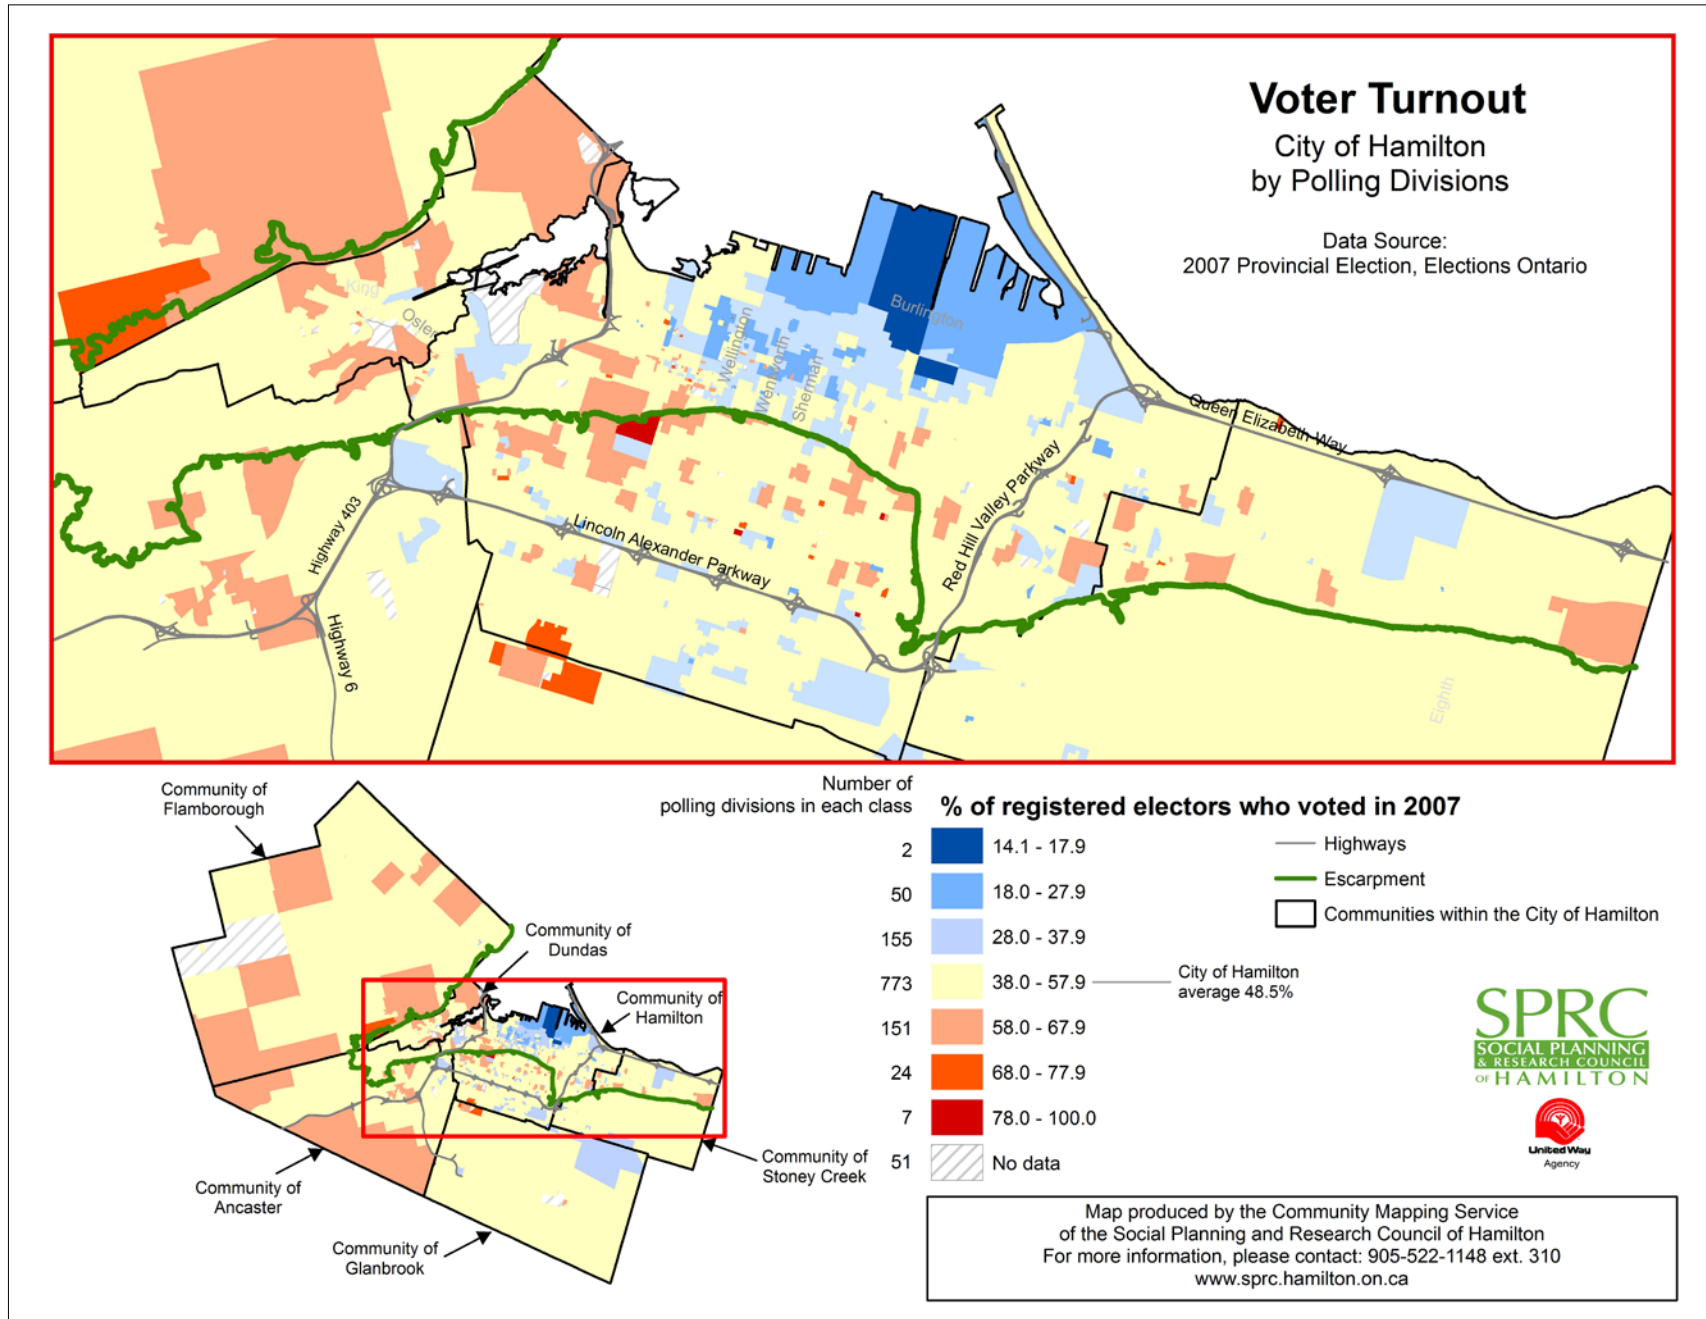 Voter Turnout
City of Hamilton
by Polling Divisions
Data Source:
2007 Provincial Election, Elections Ontario
King
Osler
Wellington
Wentworth
Sherman
Burlington
Queen Elizabeth Way
Red Hill Valley Parkway
Lincoln Alexander Parkway
Highway 403
Highway 6
Eighth
Community of
Flamborough
Community of
Dundas
Community of
Hamilton
Community of
Stoney Creek
Community of
Ancaster
Community of
Glanbrook
Number of
polling divisions in each class
% of registered electors who voted in 2007
2 14.1 - 17.9
50 18.0 - 27.9
155 28.0 - 37.9
773 38.0 - 57.9
151 58.0 - 67.9
24 68.0 - 77.9
7 78.0 - 100.0
51 No data
City of Hamilton
average 48.5%
Highways
Escarpment
Communities within the City of Hamilton
SPRC
SOCIAL PLANNING
& RESEARCH COUNCIL
OF HAMILTON
United Way
Agency
Map produced by the Community Mapping Service
of the Social Planning and Research Council of Hamilton
For more information, please contact: 905-522-1148 ext. 310
www.sprc.hamilton.on.ca